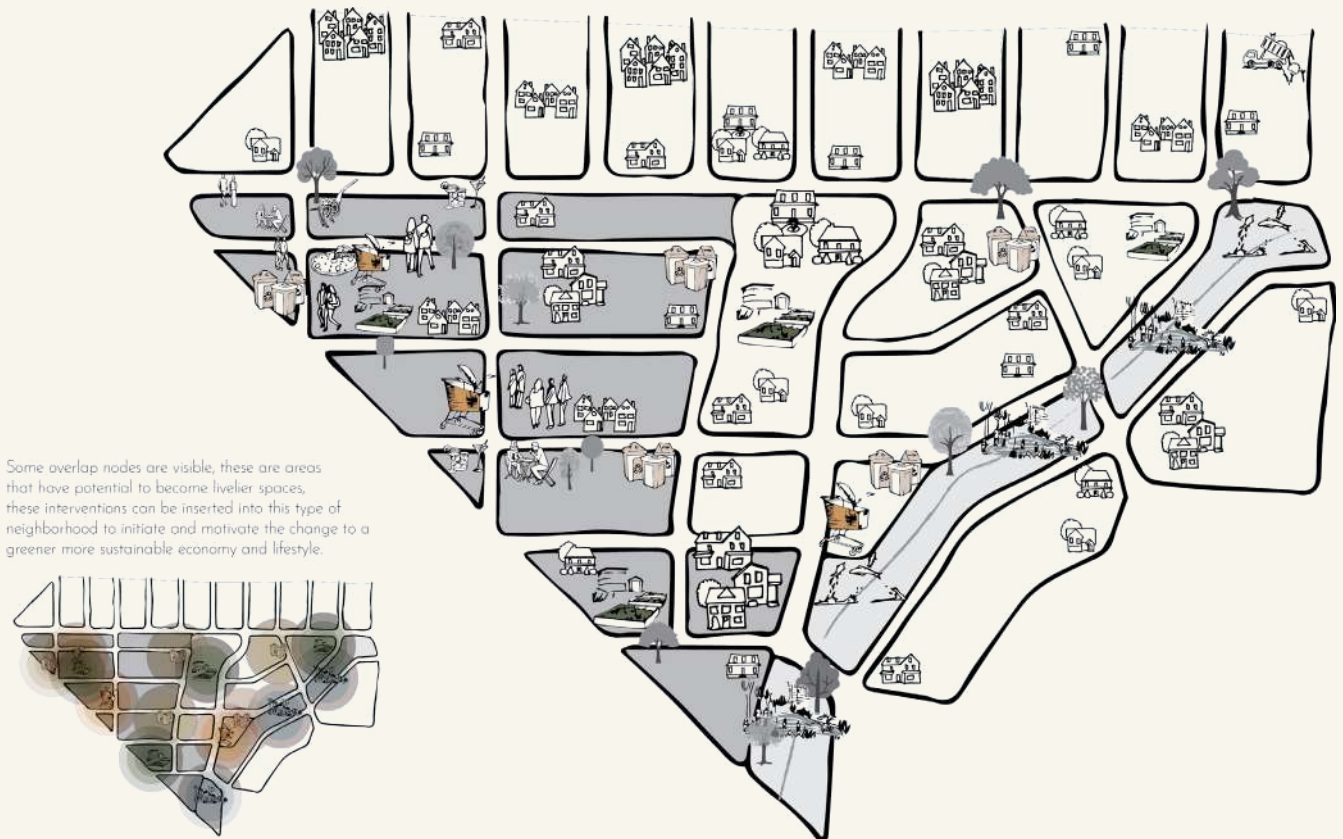 Some overlap nodes are visible, these are areas
that have potential to become livelier spaces,
these interventions can be inserted into this type of
neighborhood to initiate and motivate the change to a
greener more sustainable economy and lifestyle.